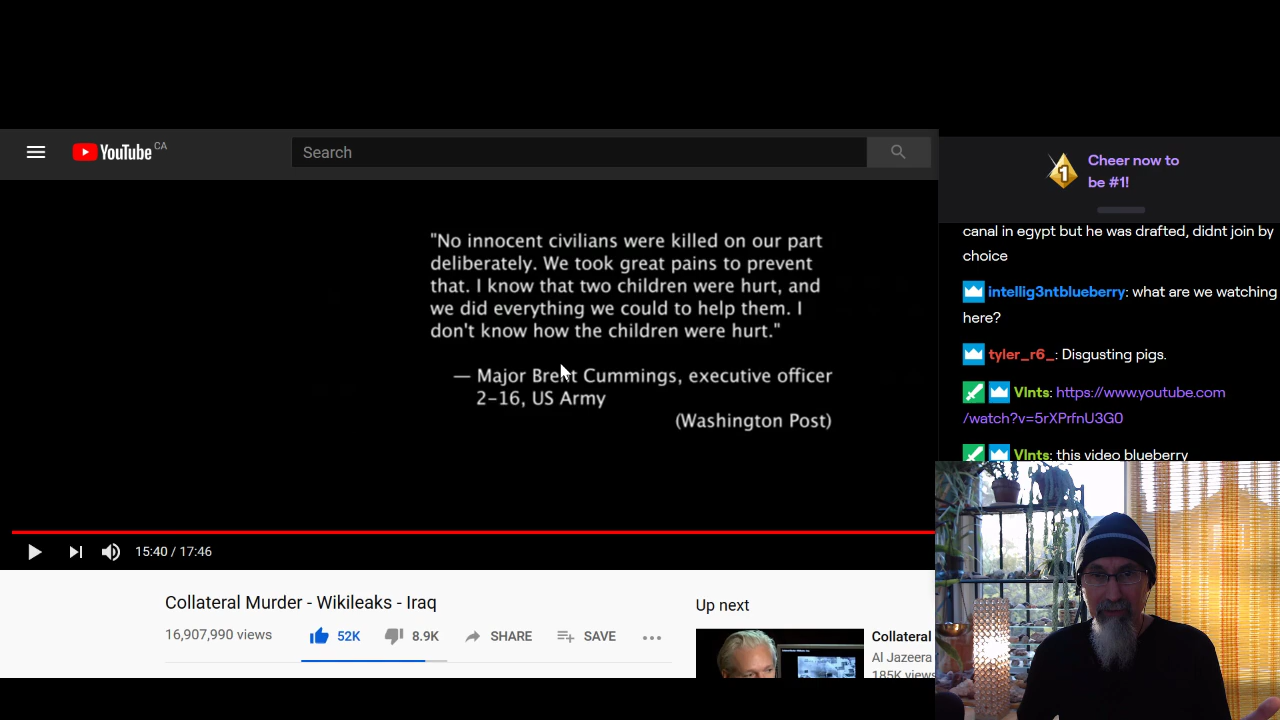 YouTube CA
Search
"No innocent civilians were killed on our part
deliberately. We took great pains to prevent
that. I know that two children were hurt, and
we did everything we could to help them. I
don't know how the children were hurt."
— Major Brent Cummings, executive officer
2–16, US Army
(Washington Post)
15:40 / 17:46
Collateral Murder - Wikileaks - Iraq
16,907,990 views
52K
8.9K
SHARE
SAVE
Up next
Collateral
Al Jazeera
185K views
1
Cheer now to
be #1!
canal in egypt but he was drafted, didnt join by
choice
intellig3ntblueberry: what are we watching
here?
tyler_r6_: Disgusting pigs.
VInts: https://www.youtube.com
/watch?v=5rXPrfnU3G0
VInts: this video blueberry